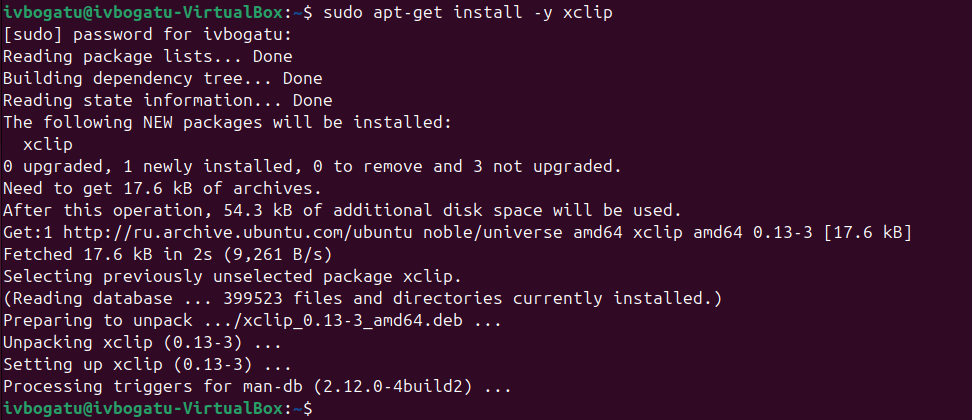 ivbogatu@ivbogatu-VirtualBox:~$ sudo apt-get install -y xclip
[sudo] password for ivbogatu:
Reading package lists... Done
Building dependency tree... Done
Reading state information... Done
The following NEW packages will be installed:
  xclip
0 upgraded, 1 newly installed, 0 to remove and 3 not upgraded.
Need to get 17.6 kB of archives.
After this operation, 54.3 kB of additional disk space will be used.
Get:1 http://ru.archive.ubuntu.com/ubuntu noble/universe amd64 xclip amd64 0.13-3 [17.6 kB]
Fetched 17.6 kB in 2s (9,261 B/s)
Selecting previously unselected package xclip.
(Reading database ... 399523 files and directories currently installed.)
Preparing to unpack .../xclip_0.13-3_amd64.deb ...
Unpacking xclip (0.13-3) ...
Setting up xclip (0.13-3) ...
Processing triggers for man-db (2.12.0-4build2) ...
ivbogatu@ivbogatu-VirtualBox:~$